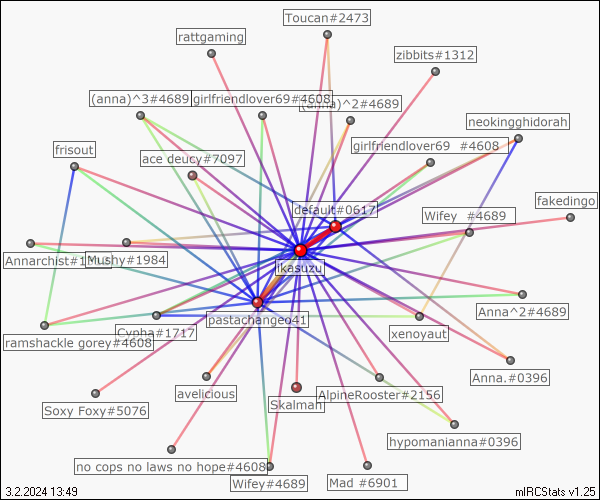 Toucan#2473
rattgaming
zibbits#1312
(anna)^3#4689
girlfriendlover69#4608
(anna)^2#4689
neokingghidorah
frisout
ace deucy#7097
girlfriendlover69 #4608
default#0617
Wifey #4689
fakedingo
Annarchist#1
Mushy#1984
ikasuzu
Anna^2#4689
pastachangeo41
ramshackle gorey#4608
Cypha#1717
xenoyaut
Anna.#0396
avelicious
Skalman
AlpineRooster#2156
Soxy Foxy#5076
hypomanianna#0396
no cops no laws no hope#4608
Wifey#4689
Mad #6901
3.2.2024 13:49
mIRCStats v1.25